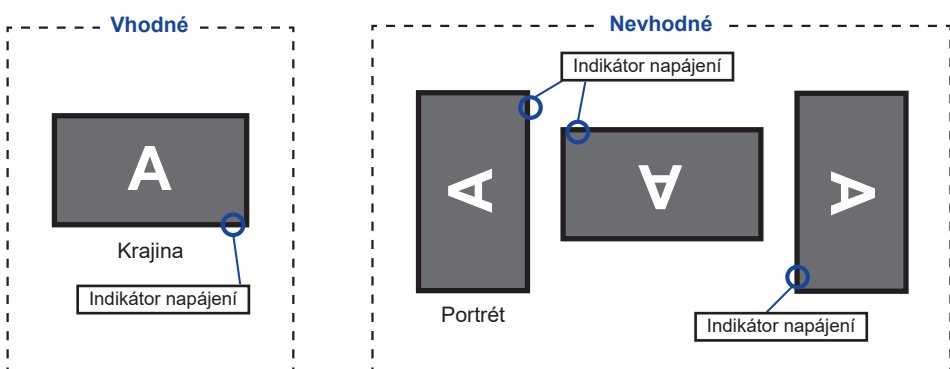 Vhodné
A
Krajina
Indikátor napájení
Nevhodné
Indikátor napájení
A
A
A
Portrét
Indikátor napájení